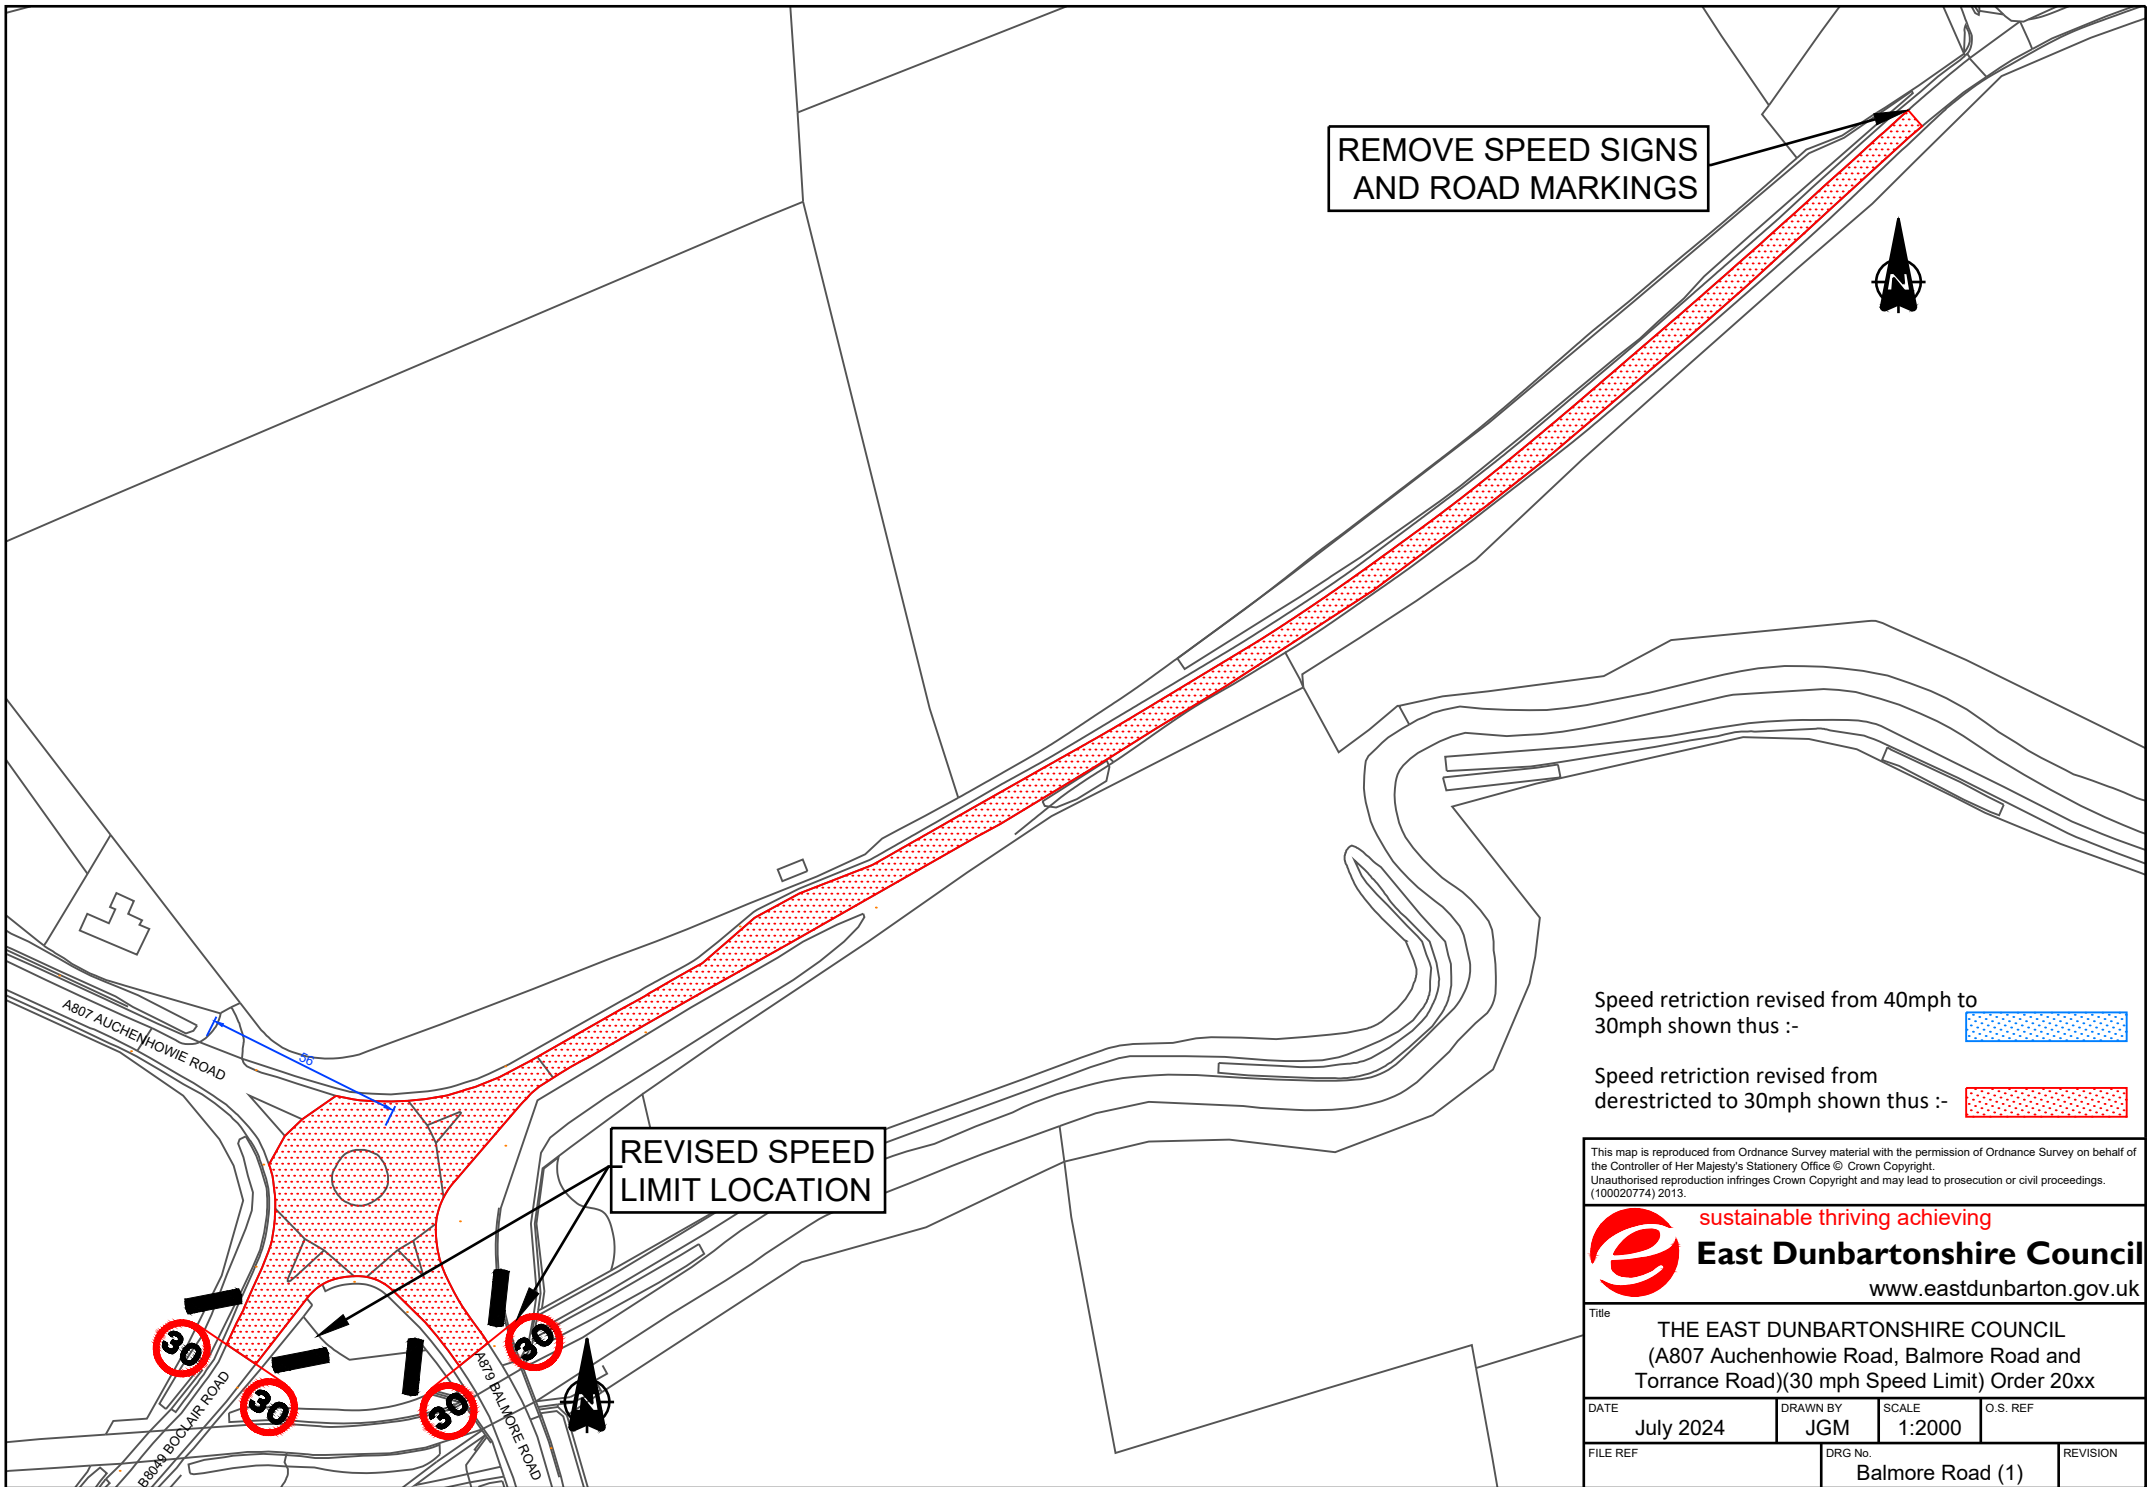 REMOVE SPEED SIGNS
AND ROAD MARKINGS
N
A807 AUCHENHOWIE ROAD
56
REVISED SPEED
LIMIT LOCATION
30
30
30
30
B8049 BOCLAIR ROAD
A879 BALMORE ROAD
N
Speed retriction revised from 40mph to
30mph shown thus :-
Speed retriction revised from
derestricted to 30mph shown thus :-
This map is reproduced from Ordnance Survey material with the permission of Ordnance Survey on behalf of
the Controller of Her Majesty's Stationery Office © Crown Copyright.
Unauthorised reproduction infringes Crown Copyright and may lead to prosecution or civil proceedings.
(100020774) 2013.
sustainable thriving achieving
East Dunbartonshire Council
www.eastdunbarton.gov.uk
Title
THE EAST DUNBARTONSHIRE COUNCIL
(A807 Auchenhowie Road, Balmore Road and
Torrance Road)(30 mph Speed Limit) Order 20xx
DATE
July 2024
DRAWN BY
JGM
SCALE
1:2000
O.S. REF
FILE REF
DRG No.
Balmore Road (1)
REVISION